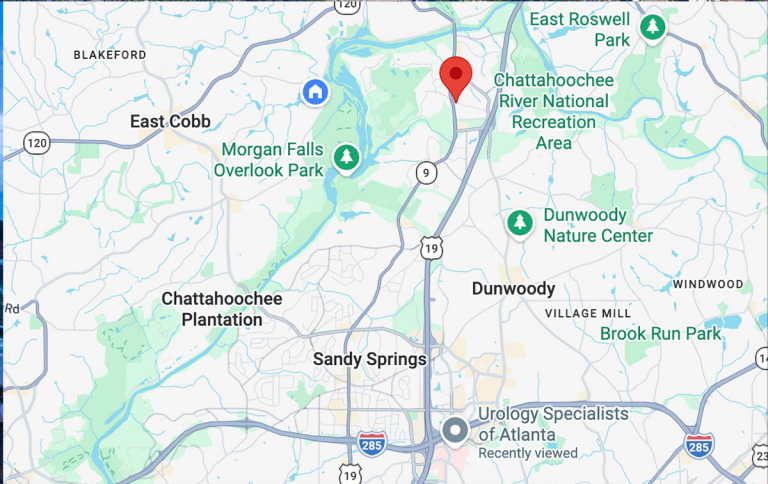 120
East Roswell
Park
BLAKEFORD
Chattahoochee
River National
Recreation
Area
East Cobb
120
Morgan Falls
Overlook Park
9
Dunwoody
Nature Center
19
Dunwoody
WINDWOOD
Chattahoochee
Plantation
Rd
VILLAGE MILL
Brook Run Park
Sandy Springs
Urology Specialists
of Atlanta
Recently viewed
285
285
19